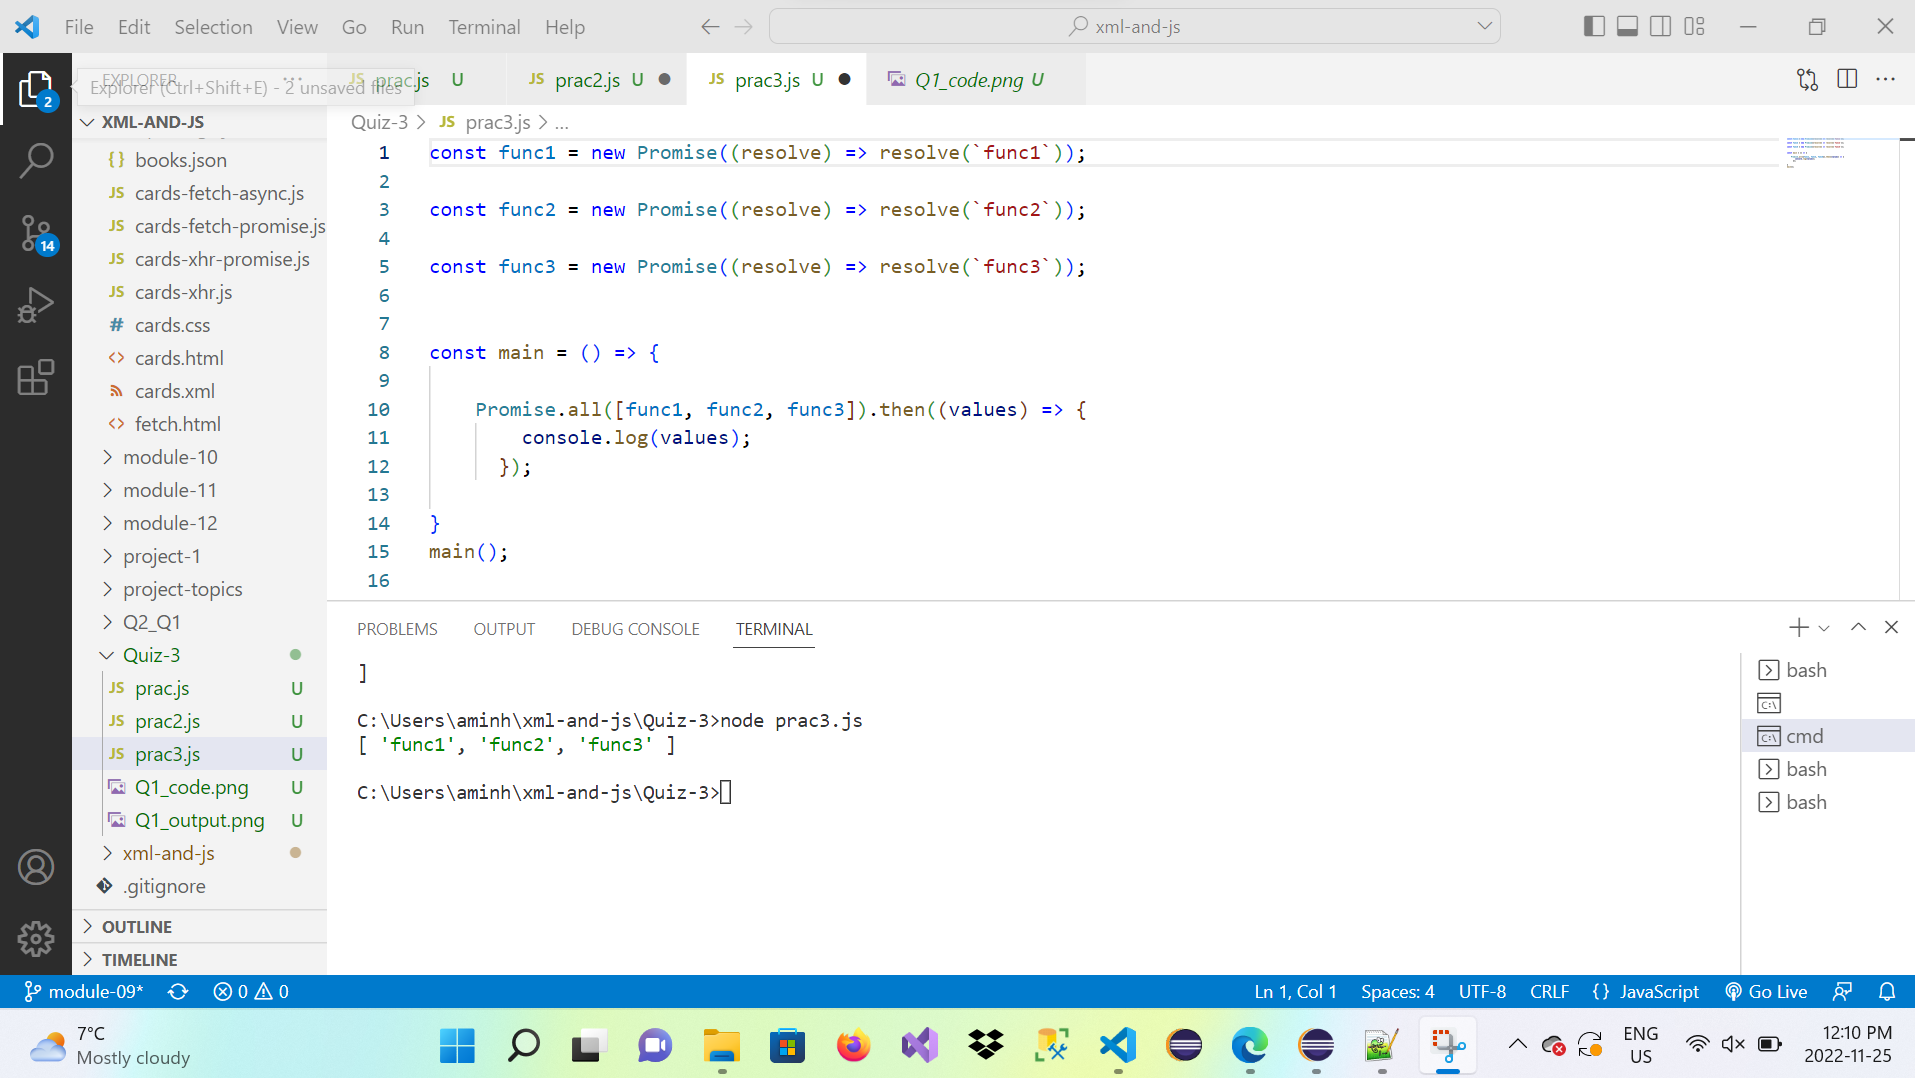 File Edit Selection View Go Run Terminal Help
xml-and-js
EXPLORER ...
Explorer (Ctrl+Shift+E) - 2 unsaved files
2
14
JS prac.js U
JS prac2.js U
JS prac3.js U
Q1_code.png U
XML-AND-JS
{} books.json
JS cards-fetch-async.js
JS cards-fetch-promise.js
JS cards-xhr-promise.js
JS cards-xhr.js
# cards.css
<> cards.html
cards.xml
<> fetch.html
module-10
module-11
module-12
project-1
project-topics
Q2_Q1
Quiz-3
JS prac.js U
JS prac2.js U
JS prac3.js U
Q1_code.png U
Q1_output.png U
xml-and-js
.gitignore
OUTLINE
TIMELINE
Quiz-3 > JS prac3.js > ...
1 const func1 = new Promise((resolve) => resolve(`func1`));
2
3 const func2 = new Promise((resolve) => resolve(`func2`));
4
5 const func3 = new Promise((resolve) => resolve(`func3`));
6
7
8 const main = () => {
9
10 Promise.all([func1, func2, func3]).then((values) => {
11 console.log(values);
12 });
13
14 }
15 main();
16
PROBLEMS OUTPUT DEBUG CONSOLE TERMINAL
]
C:\Users\aminh\xml-and-js\Quiz-3>node prac3.js
[ 'func1', 'func2', 'func3' ]
C:\Users\aminh\xml-and-js\Quiz-3>
bash
cmd
bash
bash
module-09* 0 0
Ln 1, Col 1 Spaces: 4 UTF-8 CRLF {} JavaScript Go Live
7°C
Mostly cloudy
ENG
US
12:10 PM
2022-11-25